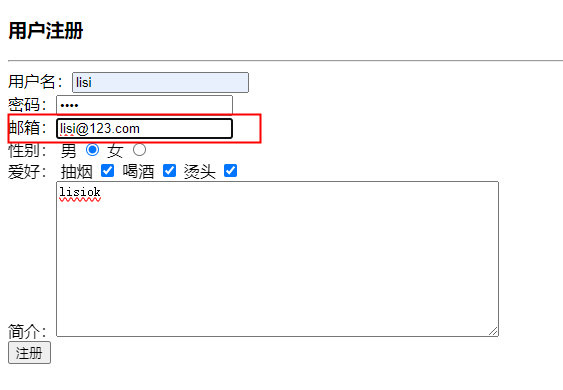 用户注册
用户名： lisi
密码： ••••
邮箱： lisi@123.com
性别： 男 女
爱好： 抽烟 喝酒 烫头
lisiok
简介：
注册